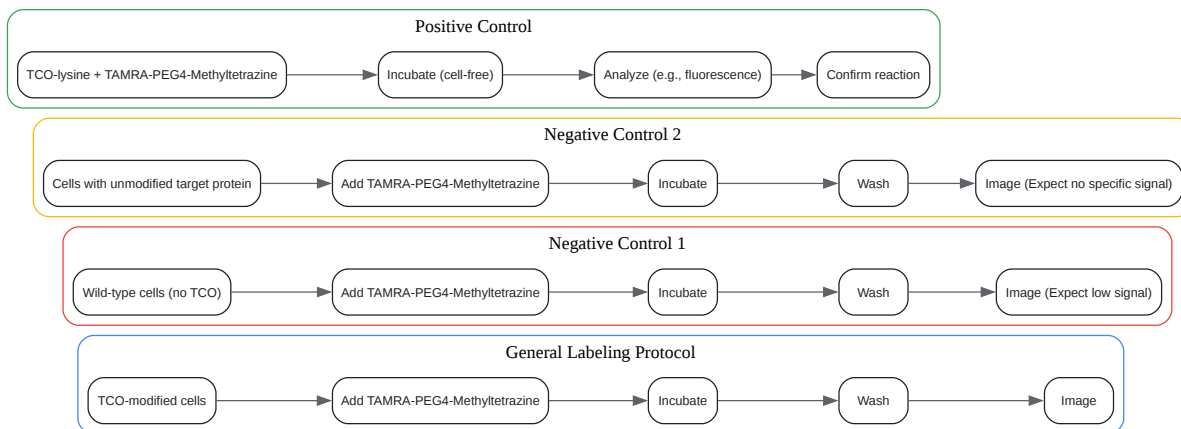 Positive Control
TCO-lysine + TAMRA-PEG4-Methyltetrazine
Incubate (cell-free)
Analyze (e.g., fluorescence)
Confirm reaction
Negative Control 2
Cells with unmodified target protein
Add TAMRA-PEG4-Methyltetrazine
Incubate
Wash
Image (Expect no specific signal)
Negative Control 1
Wild-type cells (no TCO)
Add TAMRA-PEG4-Methyltetrazine
Incubate
Wash
Image (Expect low signal)
General Labeling Protocol
TCO-modified cells
Add TAMRA-PEG4-Methyltetrazine
Incubate
Wash
Image